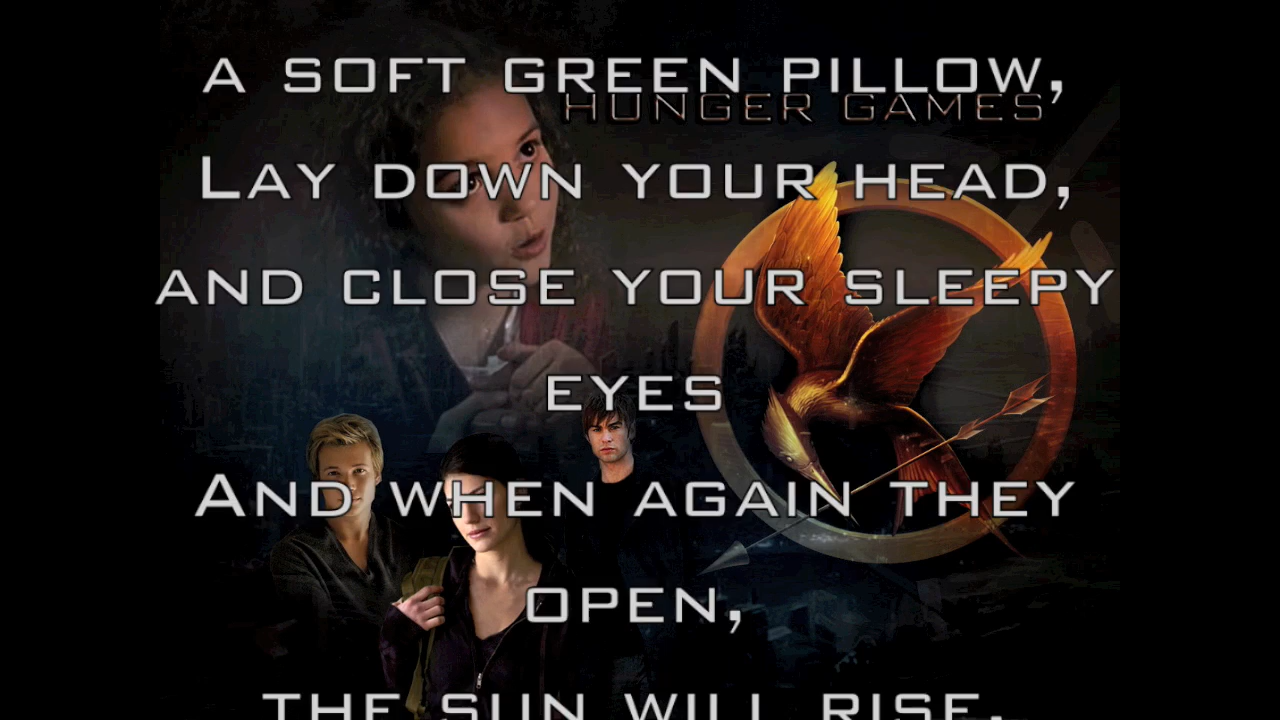 A SOFT GREEN PILLOW,
HUNGER GAMES
LAY DOWN YOUR HEAD,
AND CLOSE YOUR SLEEPY
EYES
AND WHEN AGAIN THEY
OPEN,
THE SUN WILL RISE.